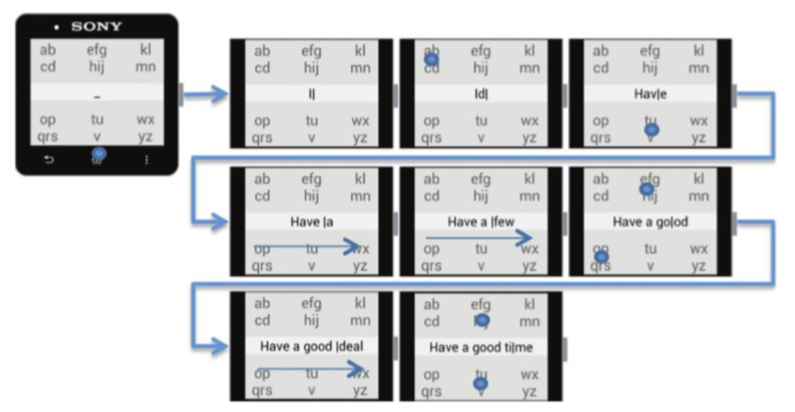 SONY
ab efg kl
cd hij mn
_
op tu wx
qrs v yz
ab efg kl
cd hij mn
I|
op tu wx
qrs v yz
ab efg kl
cd hij mn
Id|
op tu wx
qrs v yz
ab efg kl
cd hij mn
Hav|e
op tu wx
qrs v yz
ab efg kl
cd hij mn
Have |a
op tu wx
qrs v yz
ab efg kl
cd hij mn
Have a |few
op tu wx
qrs v yz
ab efg kl
cd hij mn
Have a go|od
op tu wx
qrs v yz
ab efg kl
cd hij mn
Have a good |deal
op tu wx
qrs v yz
ab efg kl
cd mn
Have a good ti|me
op tu wx
qrs v yz